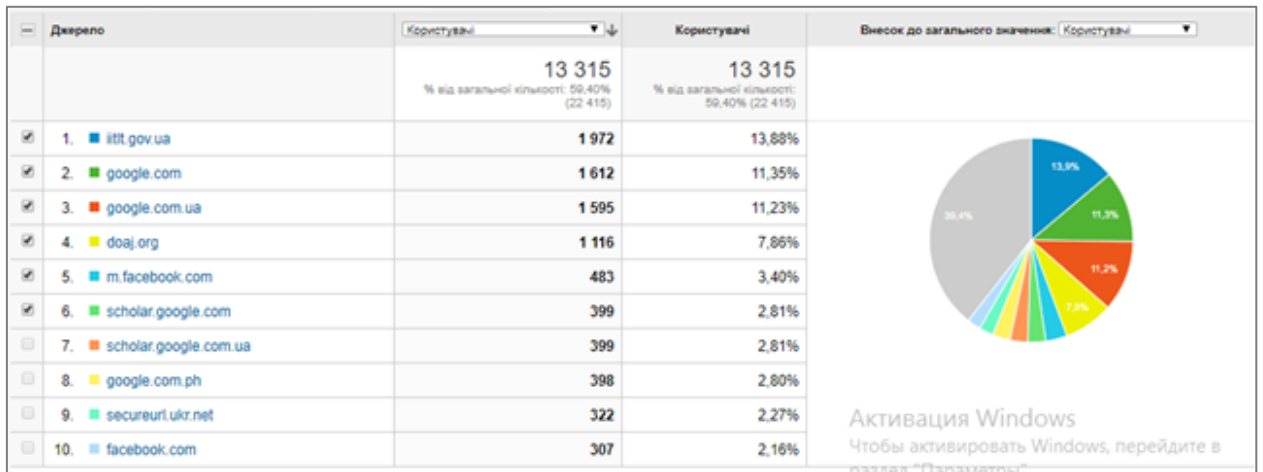 Джерело Користувачі Користувачі Внесок до загального значення: Користувачі
13 315 13 315
% від загальної кількості: 59,40% % від загальної кількості:
(22 415) 59,40% (22 415)
1. iitlt.gov.ua 1 972 13,88%
2. google.com 1 612 11,35%
3. google.com.ua 1 595 11,23%
4. doaj.org 1 116 7,86%
5. m.facebook.com 483 3,40%
6. scholar.google.com 399 2,81%
7. scholar.google.com.ua 399 2,81%
8. google.com.ph 398 2,80%
9. secureurl.ukr.net 322 2,27%
10. facebook.com 307 2,16%
13,9%
11,3%
39,4%
11,2%
7,9%
Активация Windows
Чтобы активировать Windows, перейдите в
раздел "Параметры"